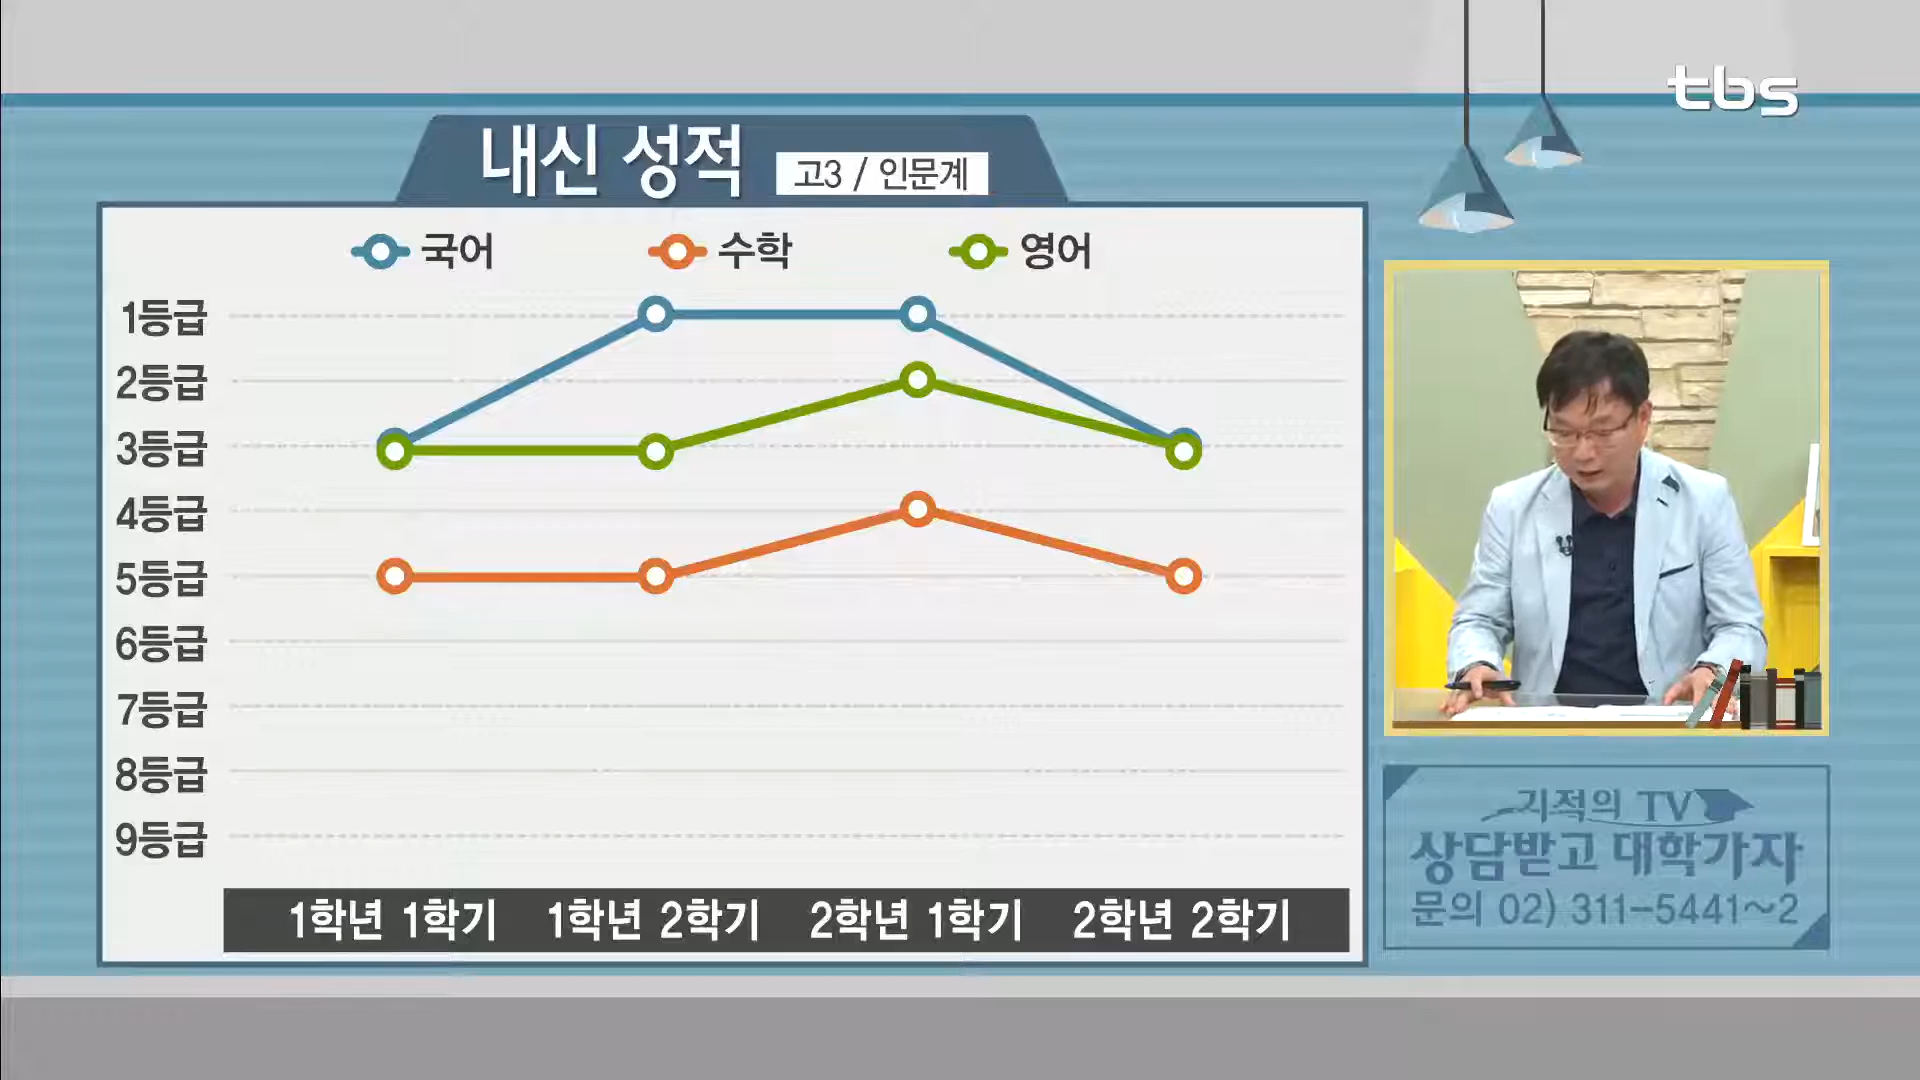 tbs
내신 성적 고3 / 인문계
국어 수학 영어
1등급
2등급
3등급
4등급
5등급
6등급
7등급
8등급
9등급
1학년 1학기 1학년 2학기 2학년 1학기 2학년 2학기
기적의 TV
상담받고 대학가자
문의 02) 311-5441~2